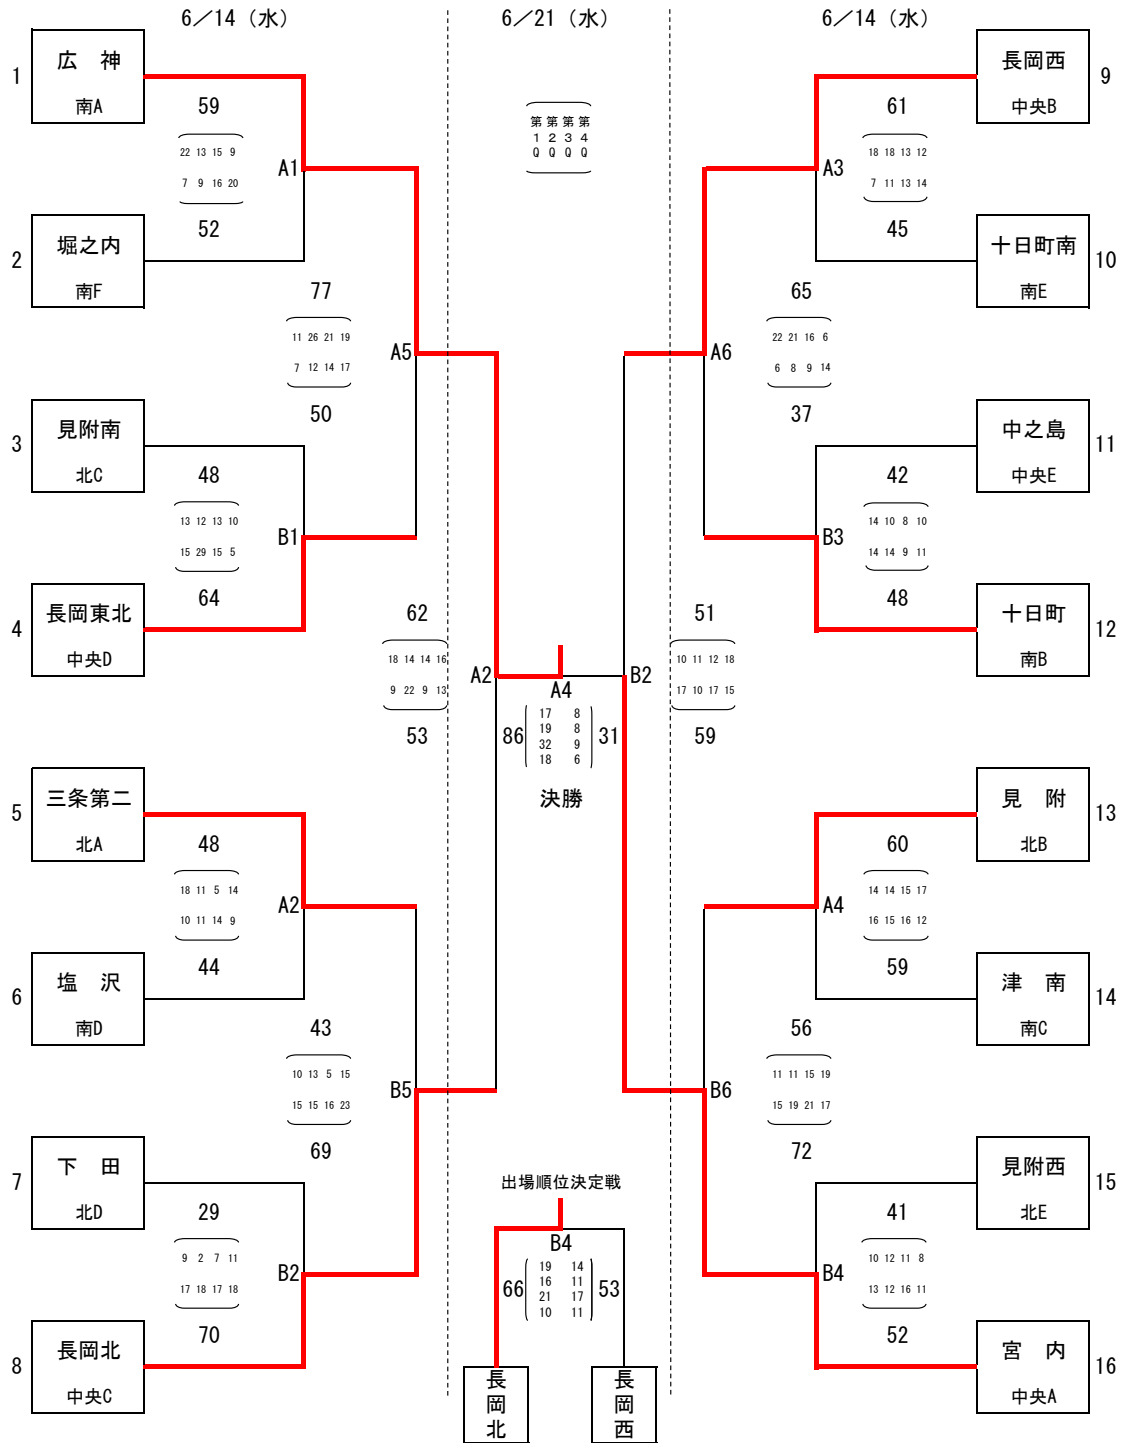 6／14（水）
6／21（水）
6／14（水）
1
広　神
南A
59
22 13 15 9
7 9 16 20
52
A1
2
堀之内
南F
77
11 26 21 19
7 12 14 17
50
A5
3
見附南
北C
48
13 12 13 10
15 29 15 5
64
B1
4
長岡東北
中央D
62
18 14 14 16
9 22 9 13
53
A2
5
三条第二
北A
48
18 11 5 14
10 11 14 9
44
A2
6
塩　沢
南D
43
10 13 5 15
15 15 16 23
69
B5
7
下　田
北D
29
9 2 7 11
17 18 17 18
70
B2
8
長岡北
中央C
第 第 第 第
1 2 3 4
Q Q Q Q
A4
86
17 8
19 8
32 9
18 6
31
決勝
出場順位決定戦
B4
66
19 14
16 11
21 17
10 11
53
長岡北
長岡西
長岡西
中央B
9
61
18 18 13 12
7 11 13 14
45
A3
十日町南
南E
10
65
22 21 16 6
6 8 9 14
37
A6
中之島
中央E
11
42
14 10 8 10
14 14 9 11
48
B3
十日町
南B
12
51
10 11 12 18
17 10 17 15
59
B2
見　附
北B
13
60
14 14 15 17
16 15 16 12
59
A4
津　南
南C
14
56
11 11 15 19
15 19 21 17
72
B6
見附西
北E
15
41
10 12 11 8
13 12 16 11
52
B4
宮　内
中央A
16